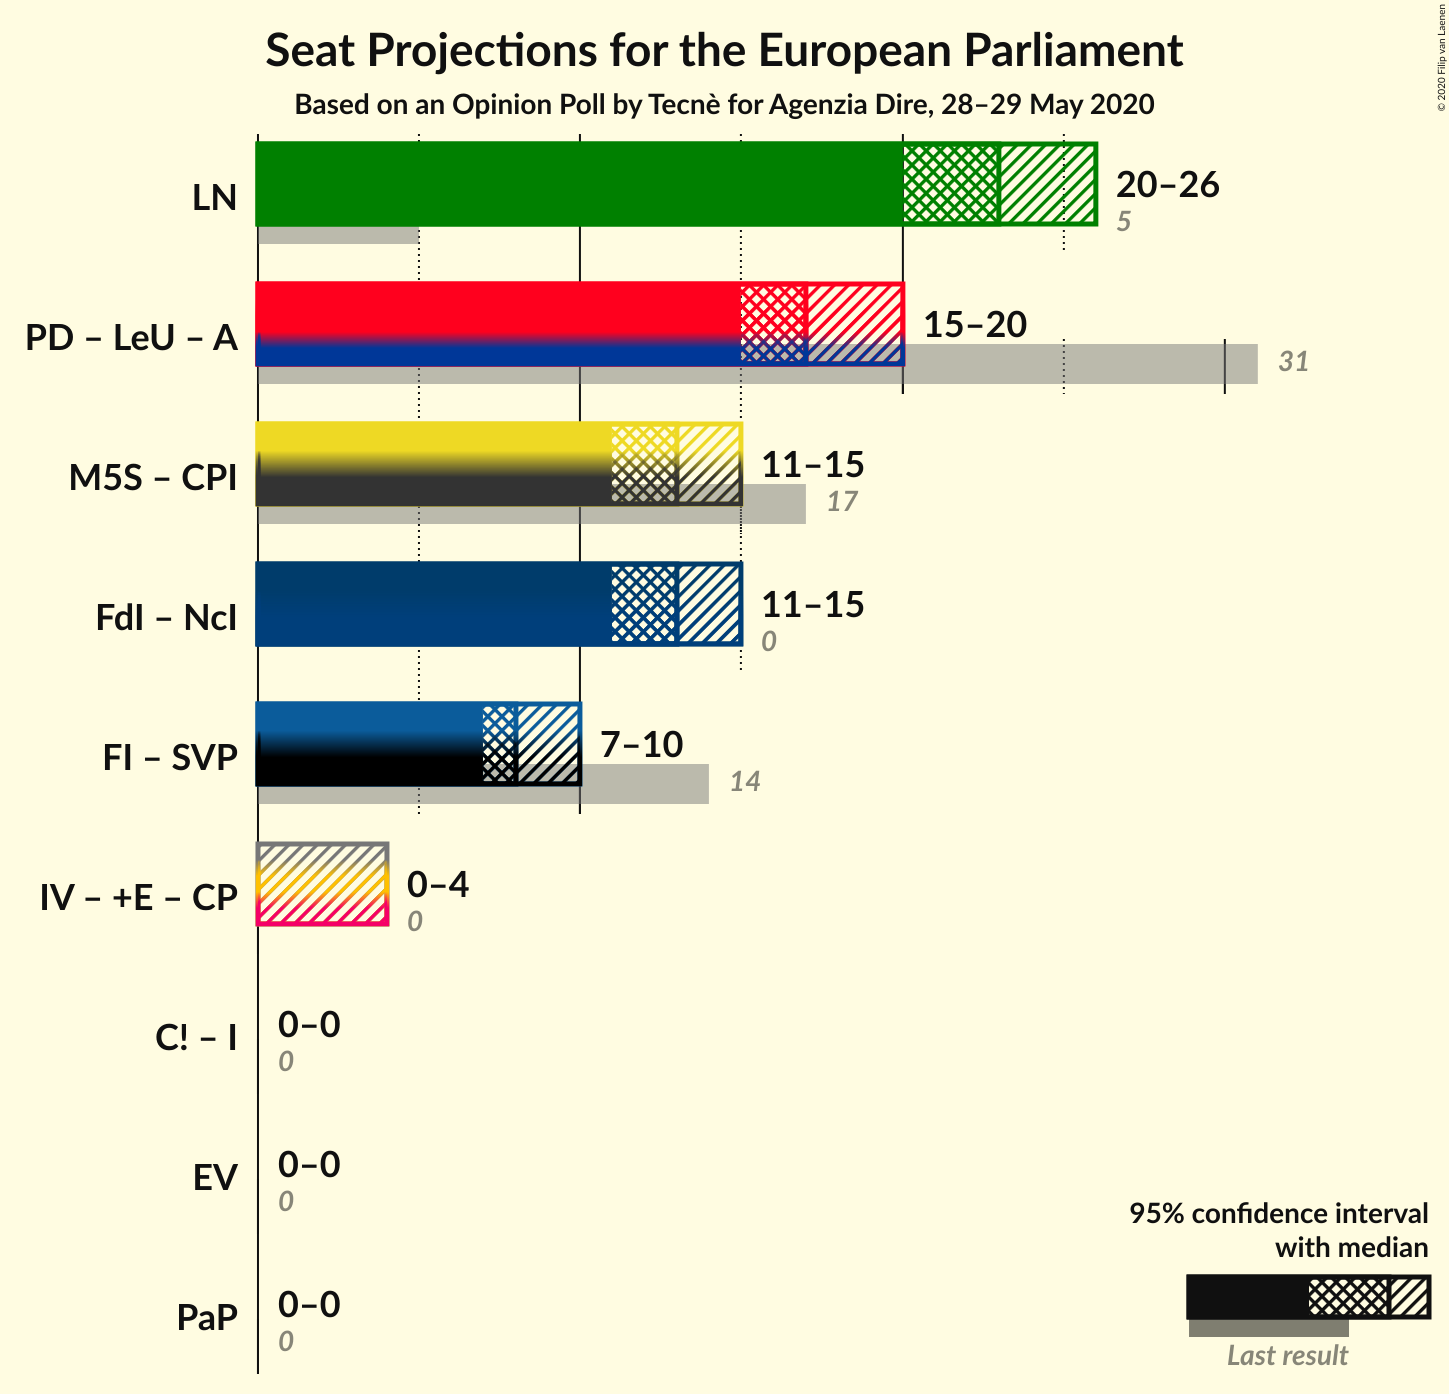 Seat Projections for the European Parliament
Based on an Opinion Poll by Tecnè for Agenzia Dire, 28–29 May 2020
© 2020 Filip van Laenen
LN
20–26
5
PD – LeU – A
15–20
31
M5S – CPI
11–15
17
FdI – NcI
11–15
0
FI – SVP
7–10
14
IV – +E – CP
0–4
0
C! – I
0–0
0
EV
0–0
0
PaP
0–0
0
95% confidence interval
with median
Last result